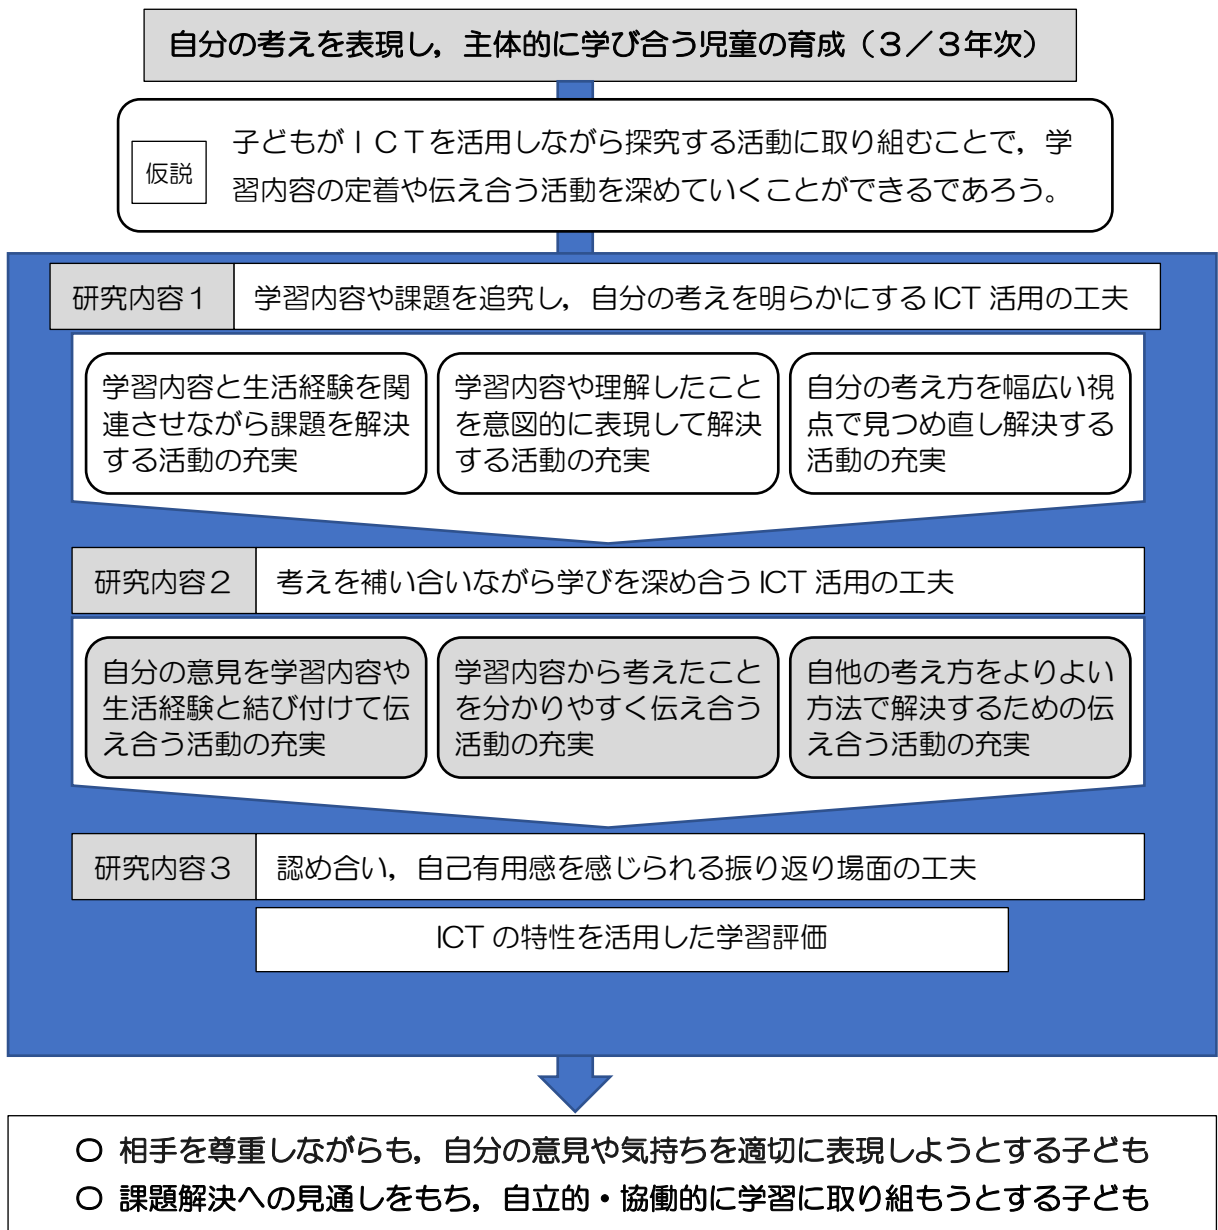 自分の考えを表現し，主体的に学び合う児童の育成（３／３年次）
仮説
子どもがＩＣＴを活用しながら探究する活動に取り組むことで，学
習内容の定着や伝え合う活動を深めていくことができるであろう。
研究内容１
学習内容や課題を追究し，自分の考えを明らかにする ICT 活用の工夫
学習内容と生活経験を関
連させながら課題を解決
する活動の充実
学習内容や理解したこと
を意図的に表現して解決
する活動の充実
自分の考え方を幅広い視
点で見つめ直し解決する
活動の充実
研究内容２
考えを補い合いながら学びを深め合う ICT 活用の工夫
自分の意見を学習内容や
生活経験と結び付けて伝
え合う活動の充実
学習内容から考えたこと
を分かりやすく伝え合う
活動の充実
自他の考え方をよりよい
方法で解決するための伝
え合う活動の充実
研究内容３
認め合い，自己有用感を感じられる振り返り場面の工夫
ICT の特性を活用した学習評価
〇 相手を尊重しながらも，自分の意見や気持ちを適切に表現しようとする子ども
〇 課題解決への見通しをもち，自立的・協働的に学習に取り組もうとする子ども